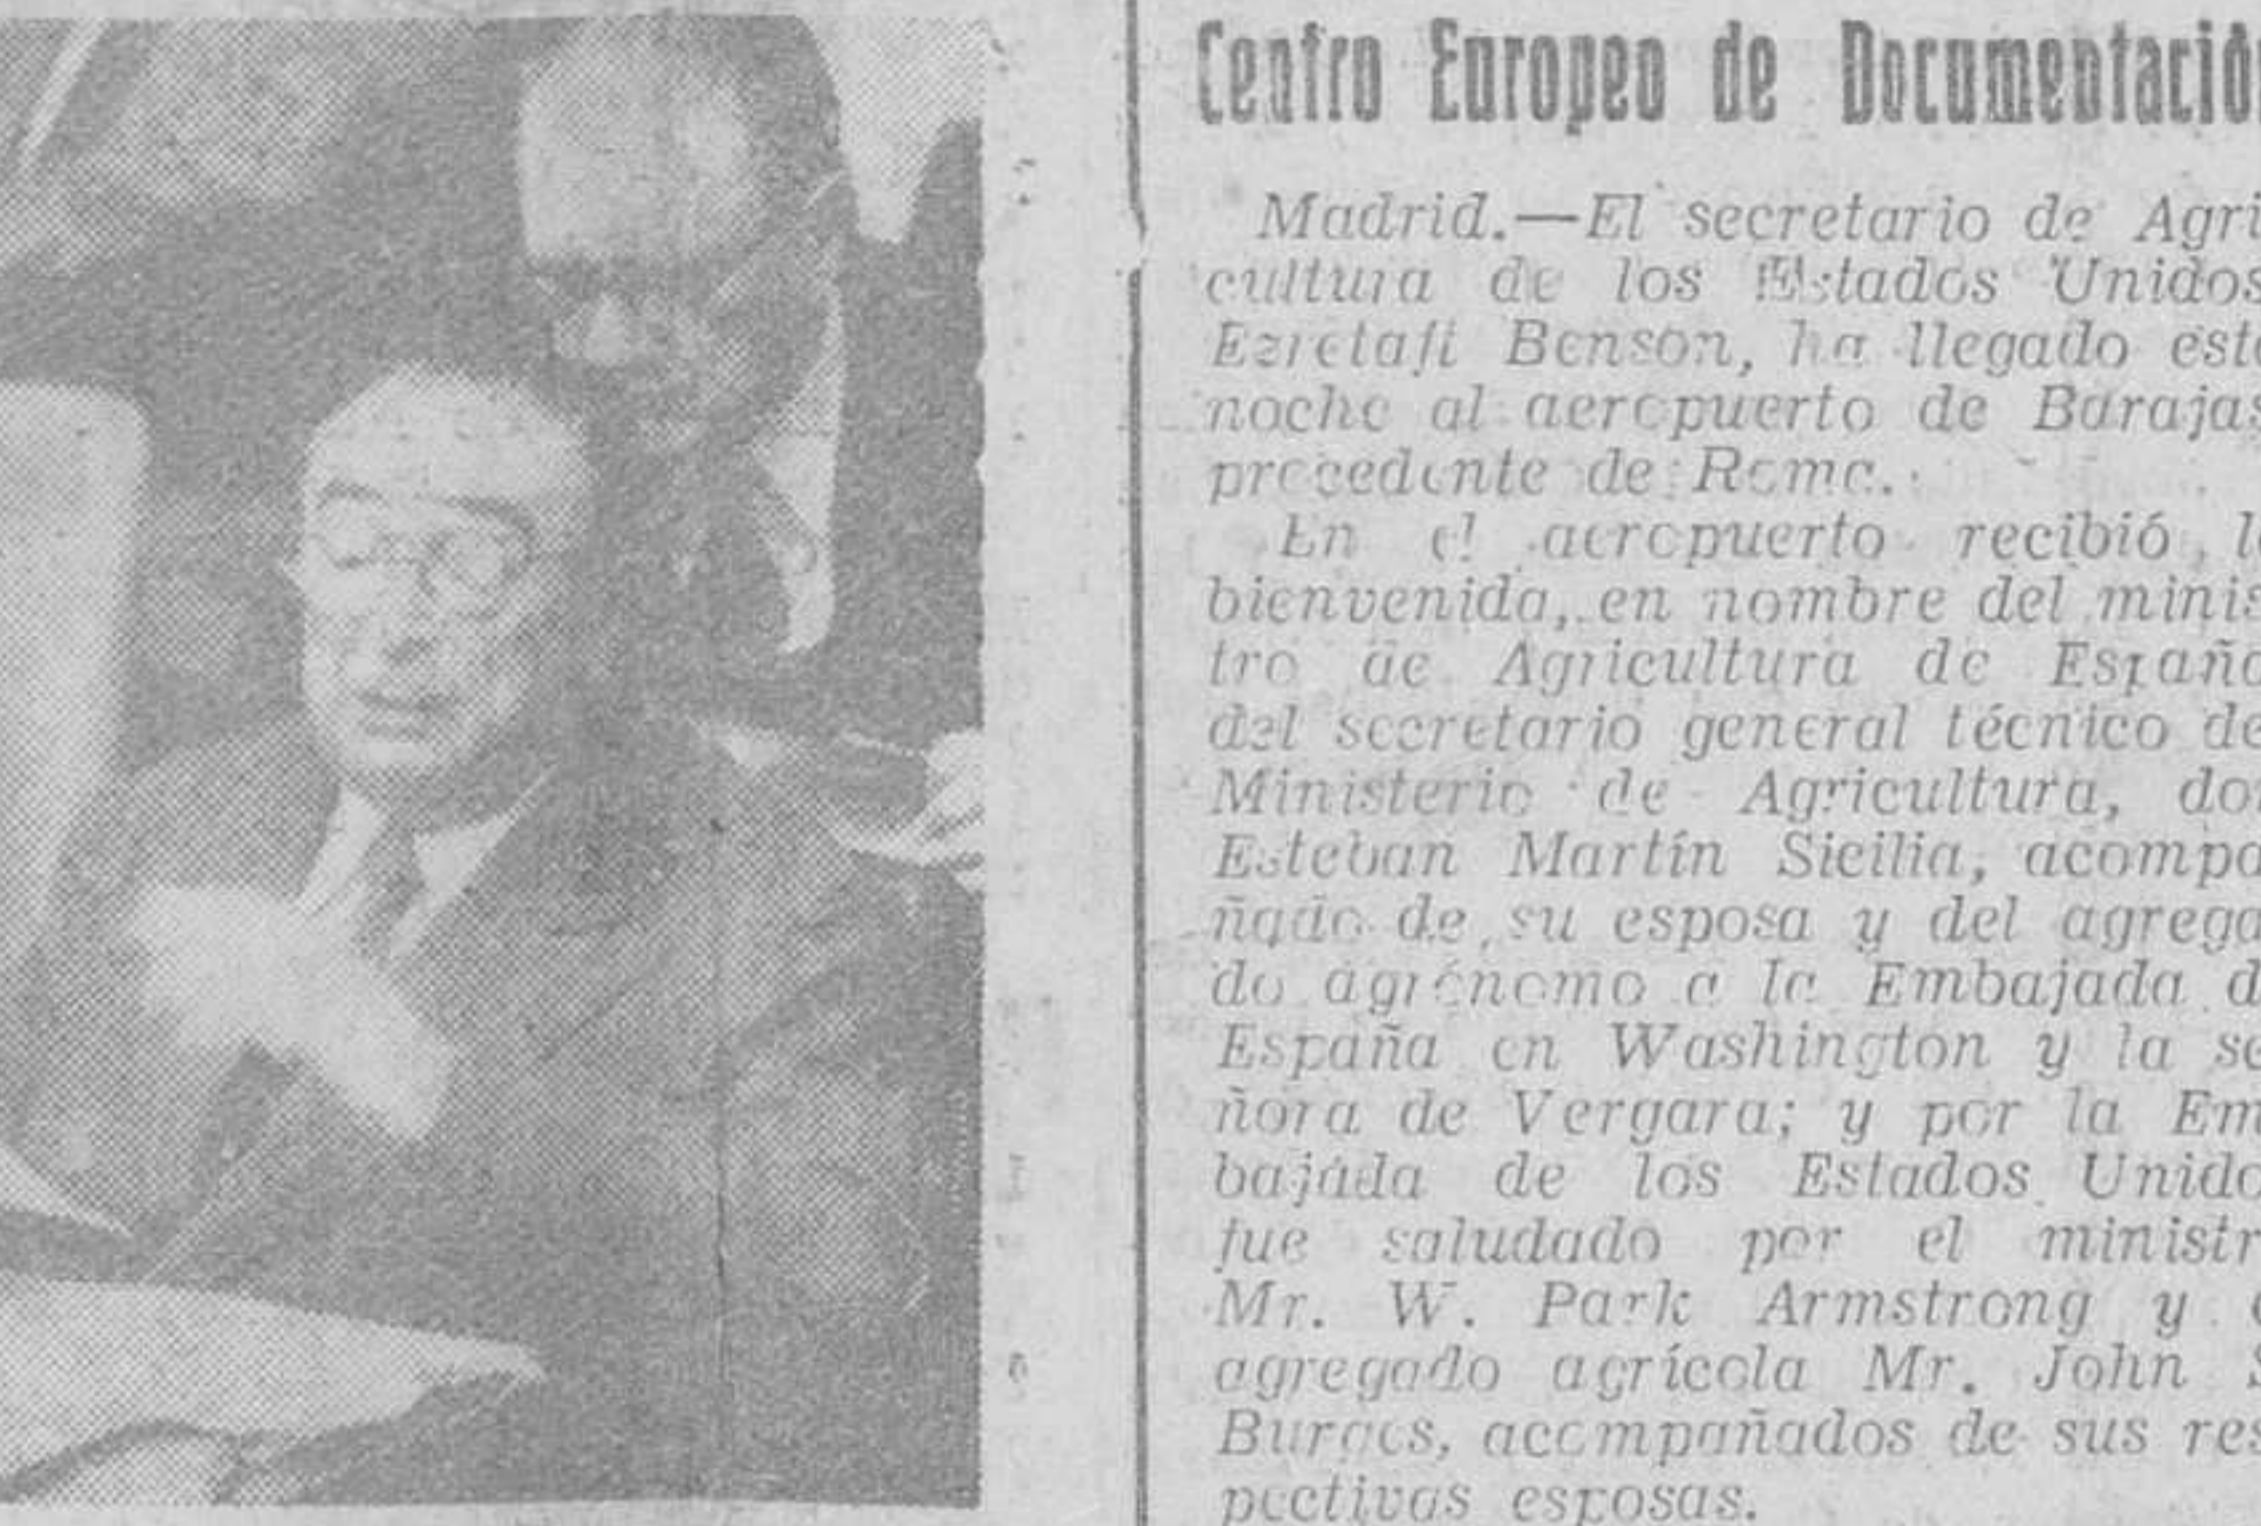 Centro Europeo de Documentació
Madrid.—El secretario de Agri
cultura de los Estados Unidos
Ezretaft Benson, ha llegado est
noche al aeropuerto de Barajas
procedente de Roma.
En el aeropuerto recibió l
bienvenida, en nombre del minis
tro de Agricultura de España
del secretario general técnico de
Ministerio de Agricultura, do
Esteban Martín Sicilia, acompa
ñado de su esposa y del agrega
do agrónomo a la Embajada d
España en Washington y la se
ñora de Vergara; y por la Em
bajada de los Estados Unido
fue saludado por el ministr
Mr. W. Park Armstrong y
agregado agrícola Mr. John S
Burges, acompañados de sus res
pectivas esposas.